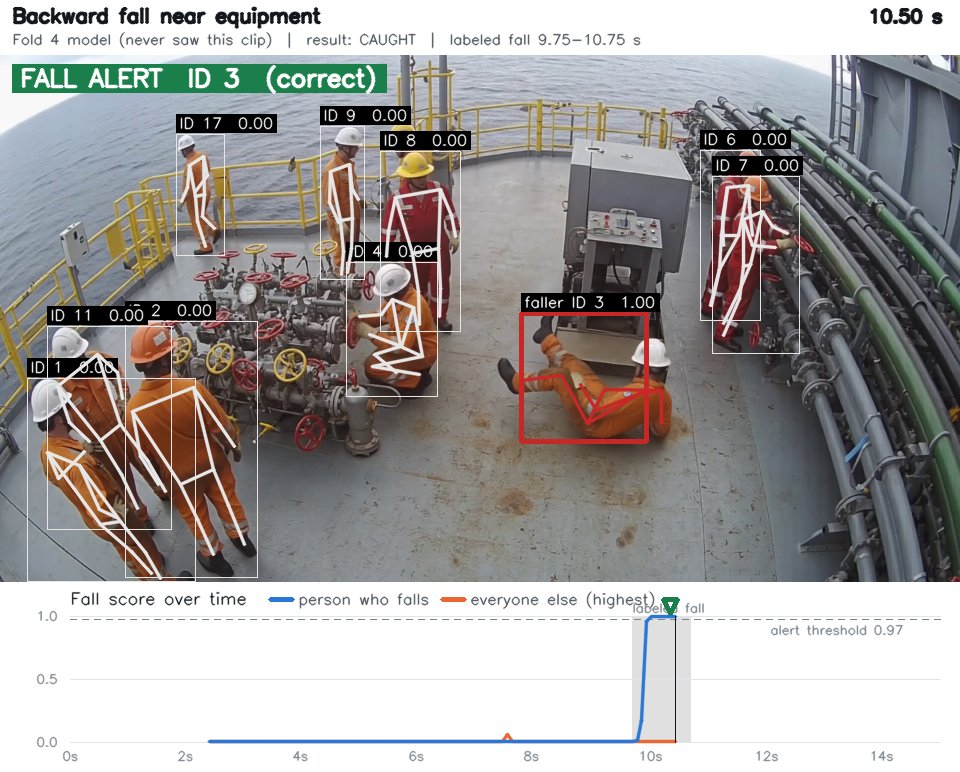 Backward fall near equipment
10.50 s
Fold 4 model (never saw this clip) | result: CAUGHT | labeled fall 9.75–10.75 s
FALL ALERT ID 3 (correct)
ID 17 0.00
ID 9 0.00
ID 8 0.00
ID 6 0.00
ID 7 0.00
ID 4 0.00
faller ID 3 1.00
ID 11 0.00
2 0.00
ID 1 0.00
Fall score over time
person who falls
everyone else (highest)
labeled fall
1.0
alert threshold 0.97
0.5
0.0
0s 2s 4s 6s 8s 10s 12s 14s